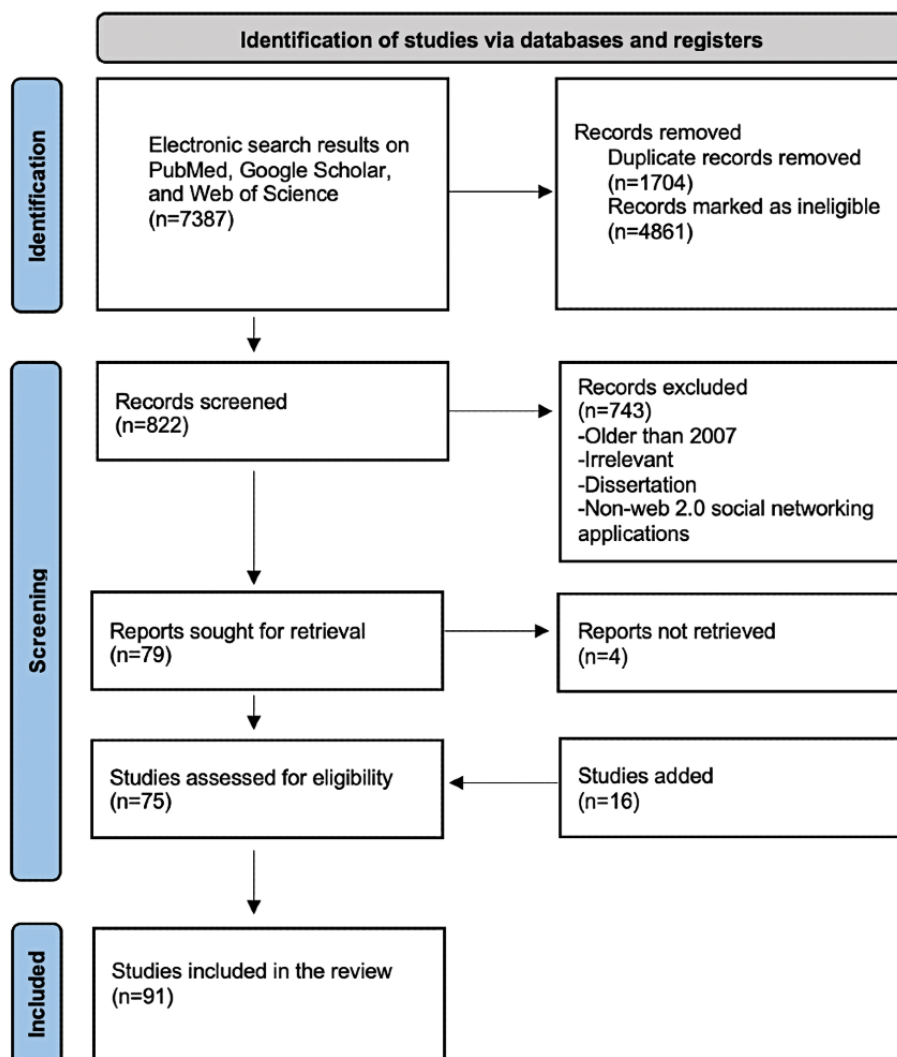 Identification of studies via databases and registers
Identification
Electronic search results on
PubMed, Google Scholar,
and Web of Science
(n=7387)
Records removed
Duplicate records removed
(n=1704)
Records marked as ineligible
(n=4861)
Screening
Records screened
(n=822)
Records excluded
(n=743)
-Older than 2007
-Irrelevant
-Dissertation
-Non-web 2.0 social networking
applications
Reports sought for retrieval
(n=79)
Reports not retrieved
(n=4)
Studies assessed for eligibility
(n=75)
Studies added
(n=16)
Included
Studies included in the review
(n=91)